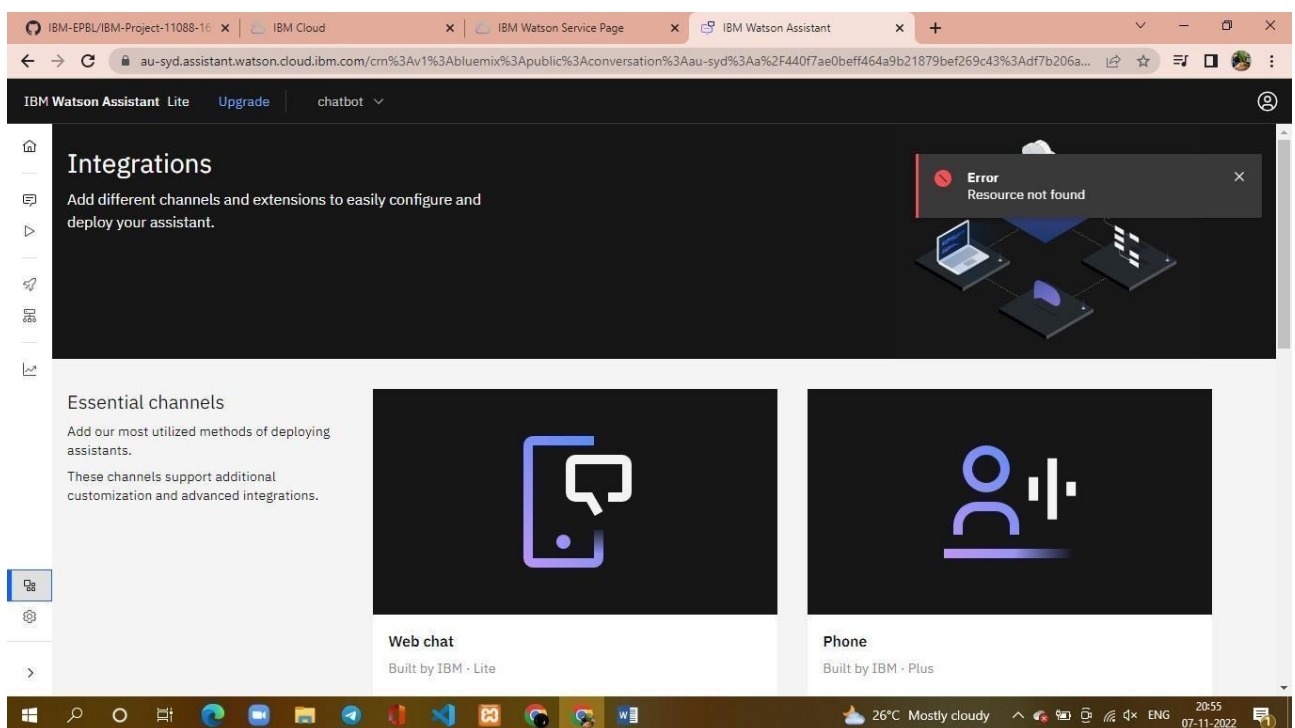 IBM-EPBL/IBM-Project-11088-16
IBM Cloud
IBM Watson Service Page
IBM Watson Assistant
au-syd.assistant.watson.cloud.ibm.com/crn%3Av1%3Abluemix%3Apublic%3Aconversation%3Aau-syd%3Aa%2F440f7ae0beff464a9b21879bef269c43%3Adf7b206a...
IBM Watson Assistant Lite Upgrade chatbot
Integrations
Add different channels and extensions to easily configure and
deploy your assistant.
Error
Resource not found
Essential channels
Add our most utilized methods of deploying
assistants.
These channels support additional
customization and advanced integrations.
Web chat
Built by IBM · Lite
Phone
Built by IBM · Plus
26°C Mostly cloudy
ENG
20:55
07-11-2022